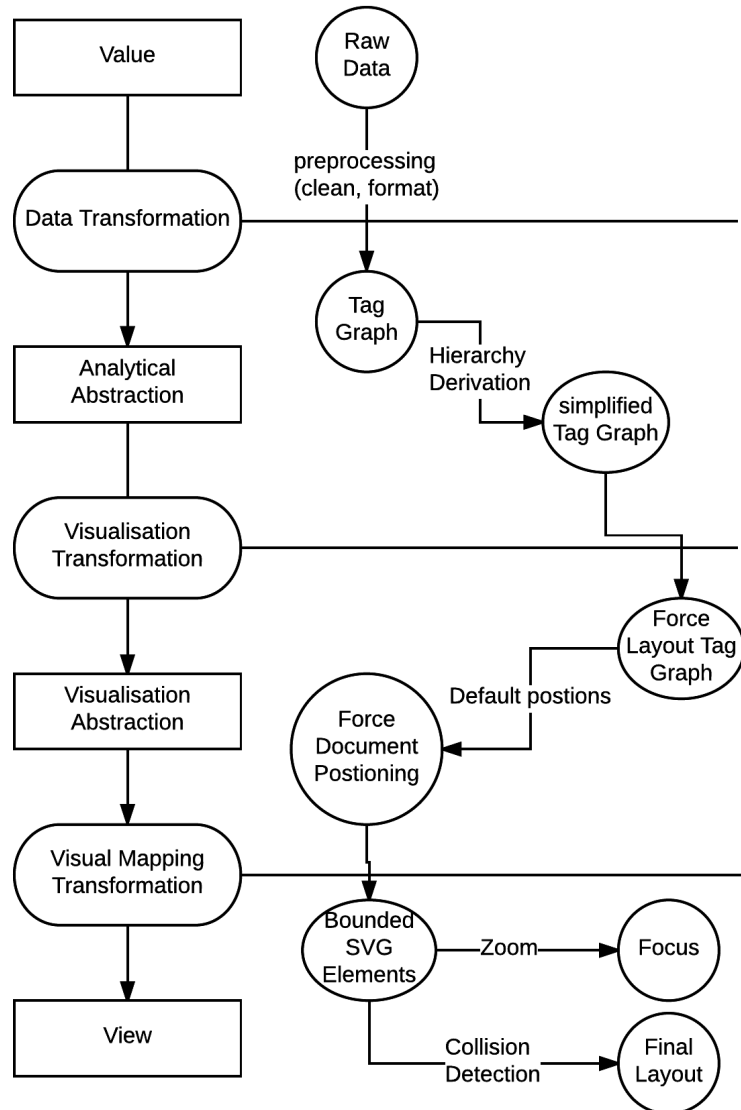 Value
Raw
Data
preprocessing
(clean, format)
Data Transformation
Tag
Graph
Hierarchy
Derivation
Analytical
Abstraction
simplified
Tag Graph
Visualisation
Transformation
Force
Layout Tag
Graph
Default postions
Visualisation
Abstraction
Force
Document
Postioning
Visual Mapping
Transformation
Bounded
SVG
Elements
Zoom
Focus
View
Collision
Detection
Final
Layout